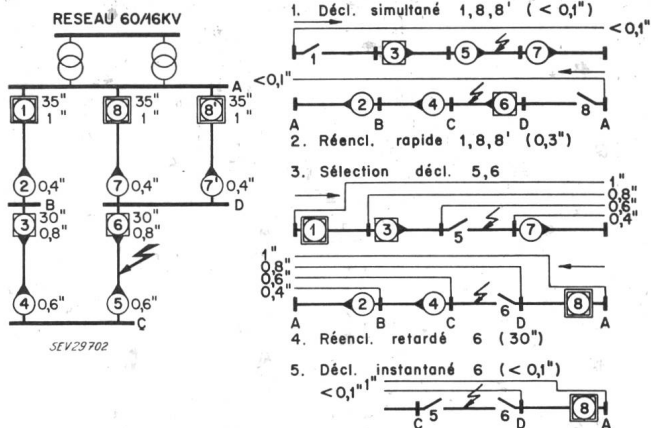 RESEAU 60/16KV
A
1 35" 1"
8 35" 1"
8' 35" 1"
2 0,4"
7 0,4"
7' 0,4"
B
D
3 30" 0,8"
6 30" 0,8"
4 0,6"
5 0,6"
C
SEV29702
1. Décl. simultané 1,8,8' (< 0,1")
<0,1"
1 3 5 7
<0,1"
2 4 6 8
A B C D A
2. Réencl. rapide 1,8,8' (0,3")
3. Sélection décl. 5,6
1"
0,8"
0,6"
0,4"
1 3 5 7
1"
0,8"
0,6"
0,4"
2 4 6 8
A B C D A
4. Réencl. retardé 6 (30")
5. Décl. instantané 6 (< 0,1")
<0,1" 1"
5 6 8
C D A